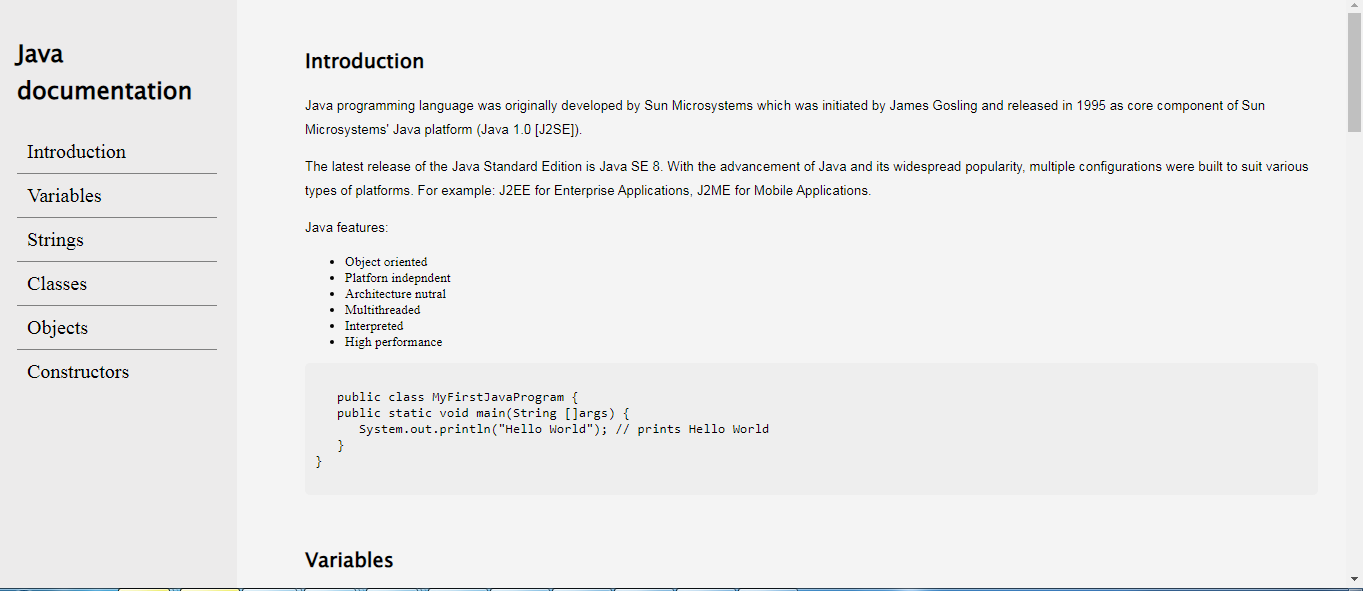 Java
documentation
Introduction
Variables
Strings
Classes
Objects
Constructors
Introduction
Java programming language was originally developed by Sun Microsystems which was initiated by James Gosling and released in 1995 as core component of Sun
Microsystems' Java platform (Java 1.0 [J2SE]).
The latest release of the Java Standard Edition is Java SE 8. With the advancement of Java and its widespread popularity, multiple configurations were built to suit various
types of platforms. For example: J2EE for Enterprise Applications, J2ME for Mobile Applications.
Java features:
• Object oriented
• Platforn indepndent
• Architecture nutral
• Multithreaded
• Interpreted
• High performance
public class MyFirstJavaProgram {
public static void main(String []args) {
System.out.println("Hello World"); // prints Hello World
}
}
Variables